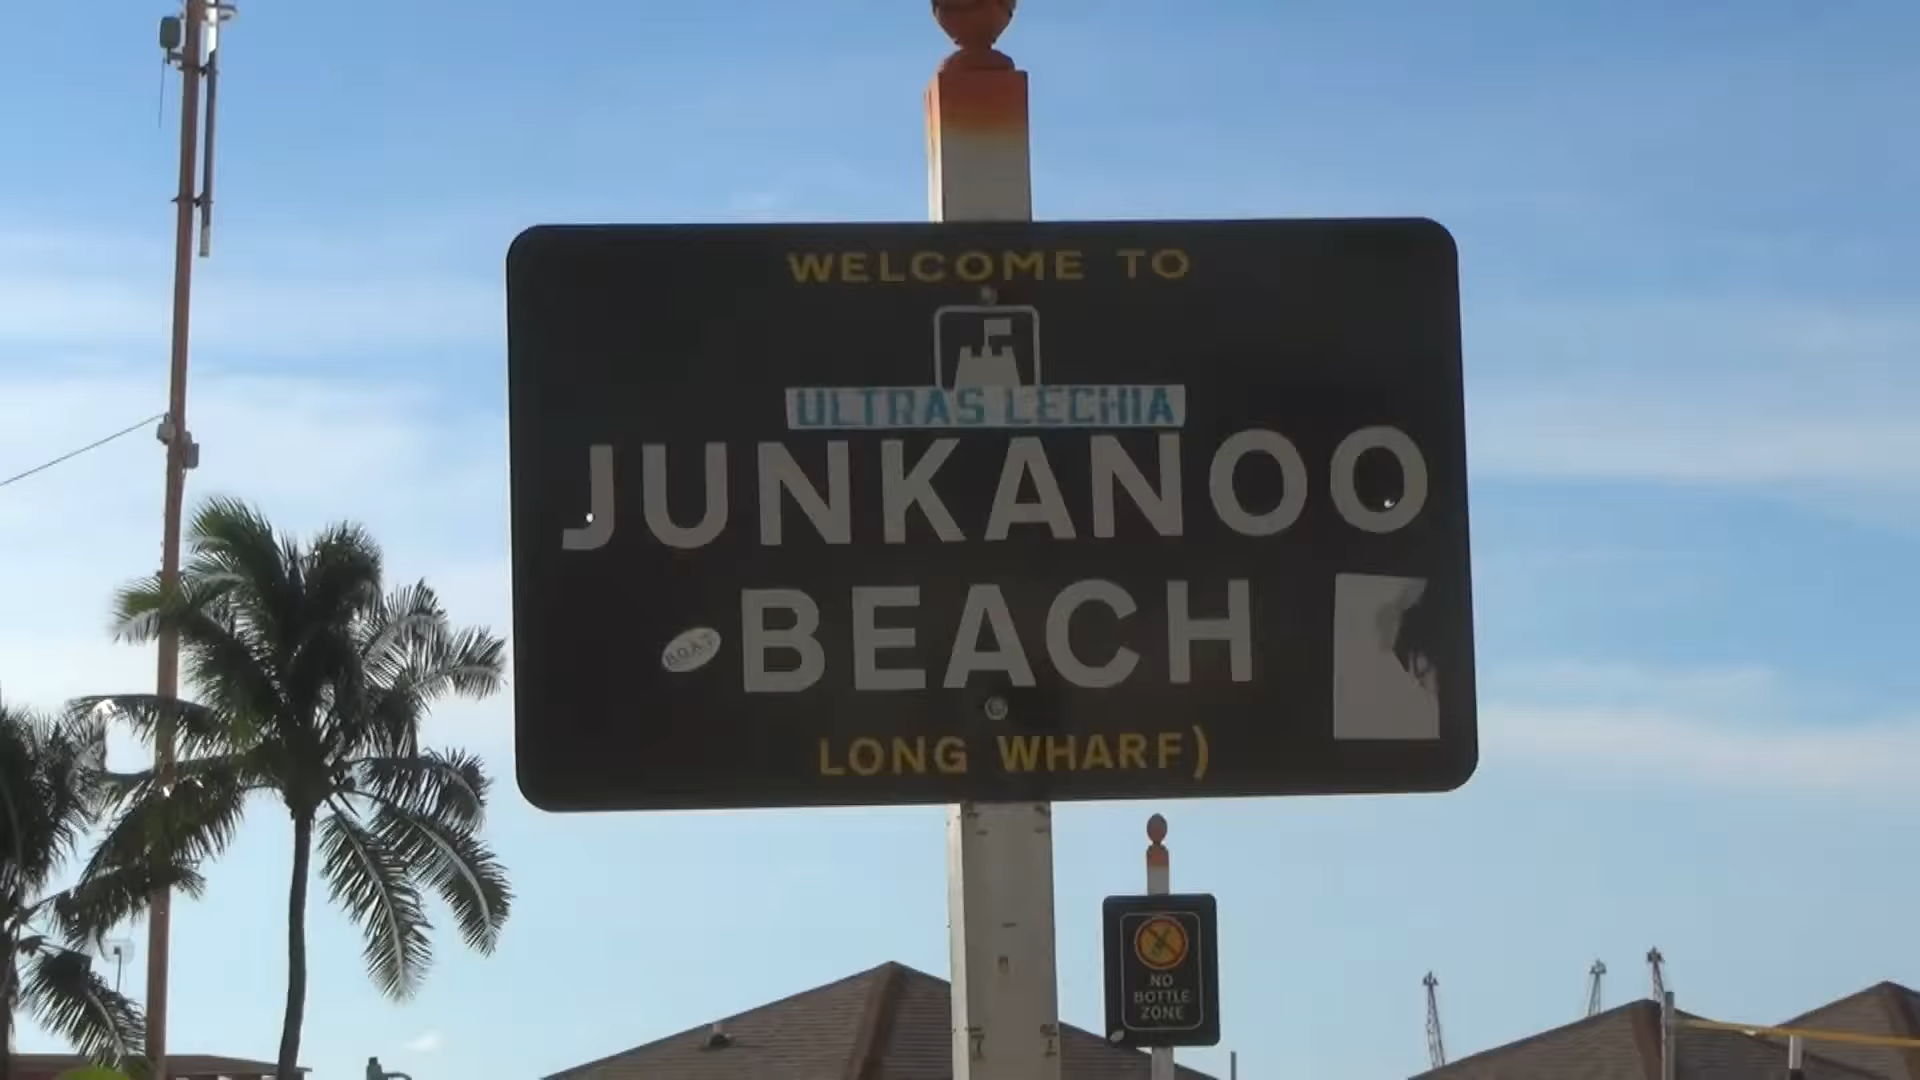 WELCOME TO
ULTRAS LECHIA
JUNKANOO
BEACH
LONG WHARF)
NO
BOTTLE
ZONE